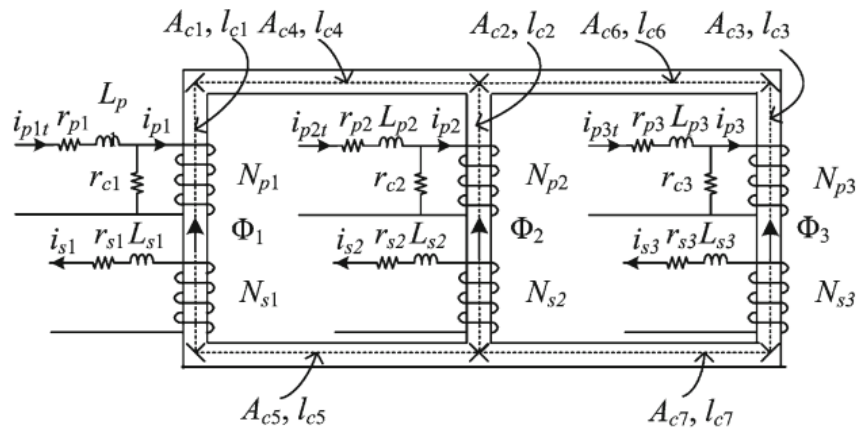 A_{c1}, l_{c1} A_{c4}, l_{c4} A_{c2}, l_{c2} A_{c6}, l_{c6} A_{c3}, l_{c3}
i_{p1t} r_{p1} L_p i_{p1} i_{p2t} r_{p2} L_{p2} i_{p2} i_{p3t} r_{p3} L_{p3} i_{p3}
r_{c1} N_{p1} r_{c2} N_{p2} r_{c3} N_{p3}
i_{s1} r_{s1} L_{s1} Φ_1 i_{s2} r_{s2} L_{s2} Φ_2 i_{s3} r_{s3} L_{s3} Φ_3
N_{s1} N_{s2} N_{s3}
A_{c5}, l_{c5} A_{c7}, l_{c7}